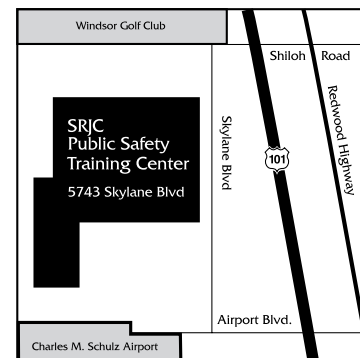 Windsor Golf Club
Shiloh Road
SRJC
Public Safety
Training Center
5743 Skylane Blvd
Skylane Blvd
101
Redwood Highway
Airport Blvd.
Charles M. Schulz Airport